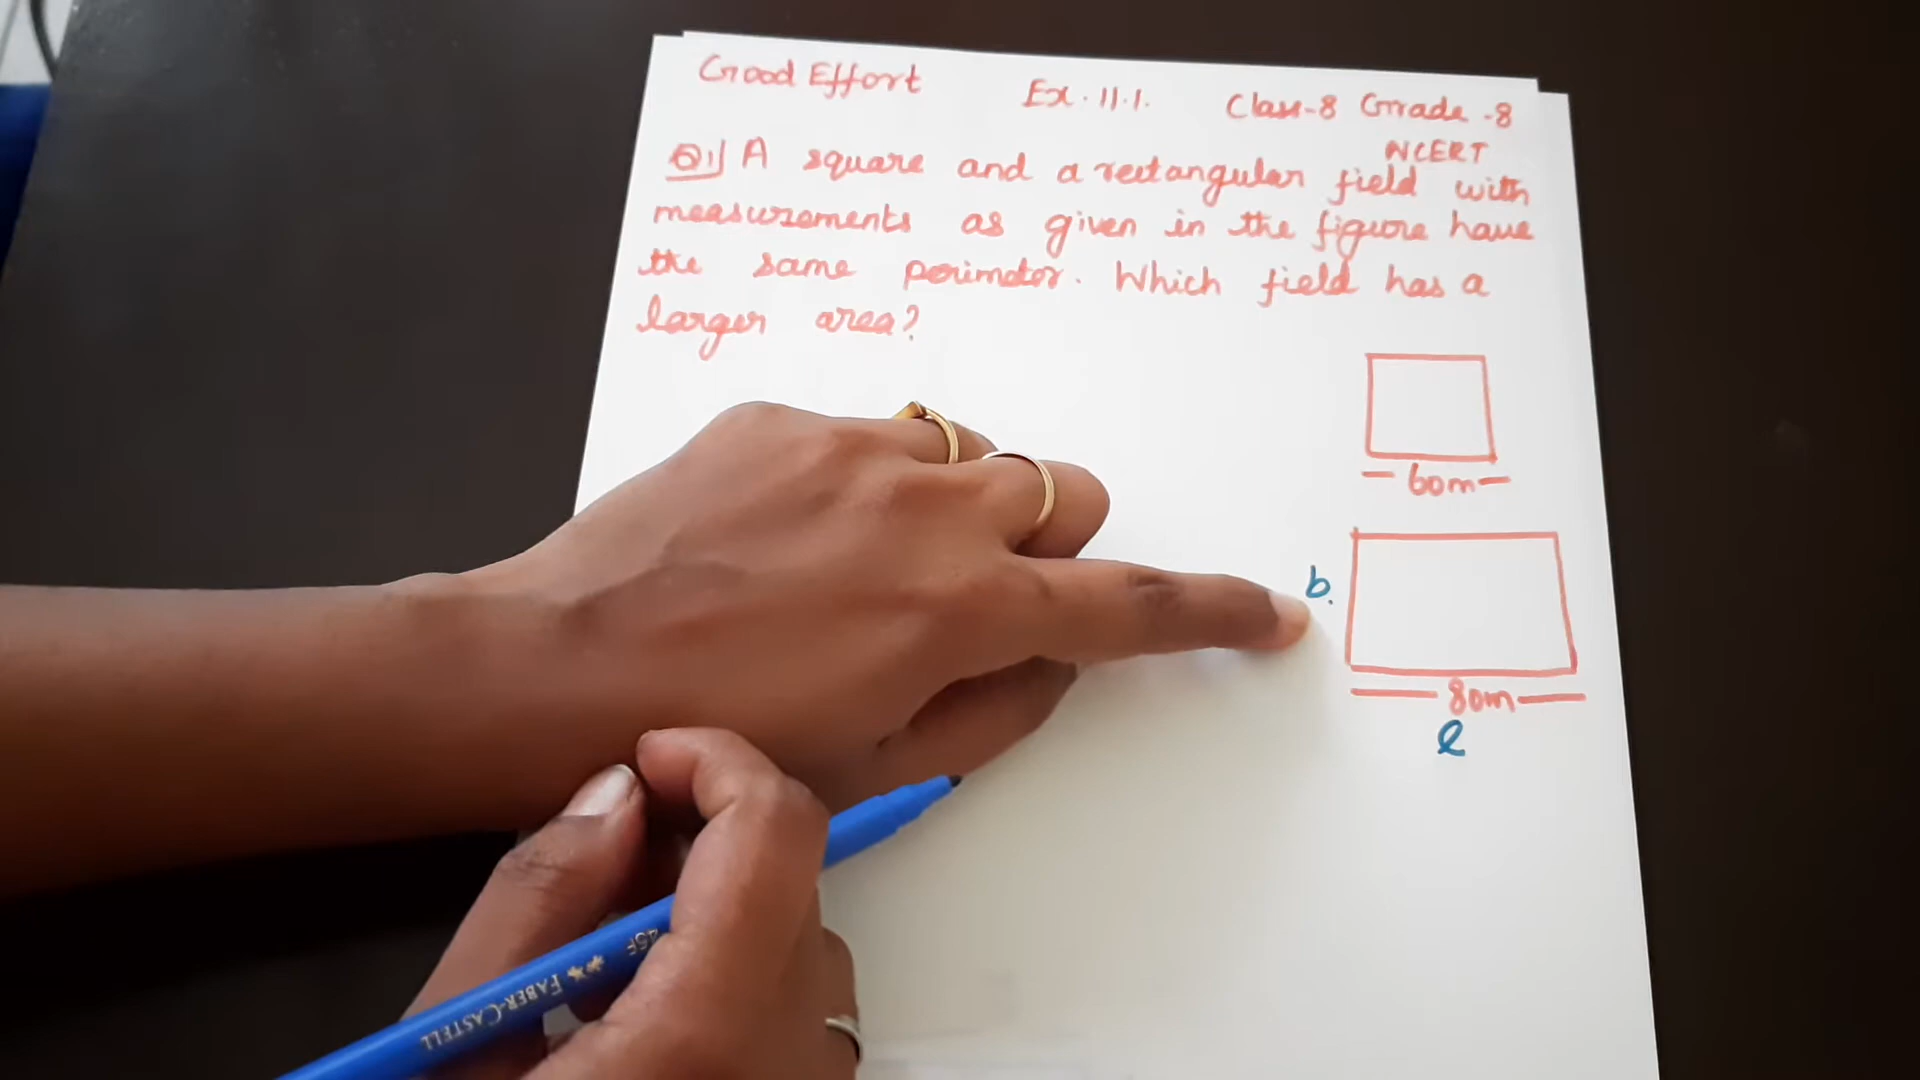 Good Effort Ex. 11.1. Class-8 Grade-8
NCERT
Q1) A square and a rectangular field with
measurements as given in the figure have
the same perimeter. Which field has a
larger area?
60m
b.
80m
l
FABER-CASTELL 45F